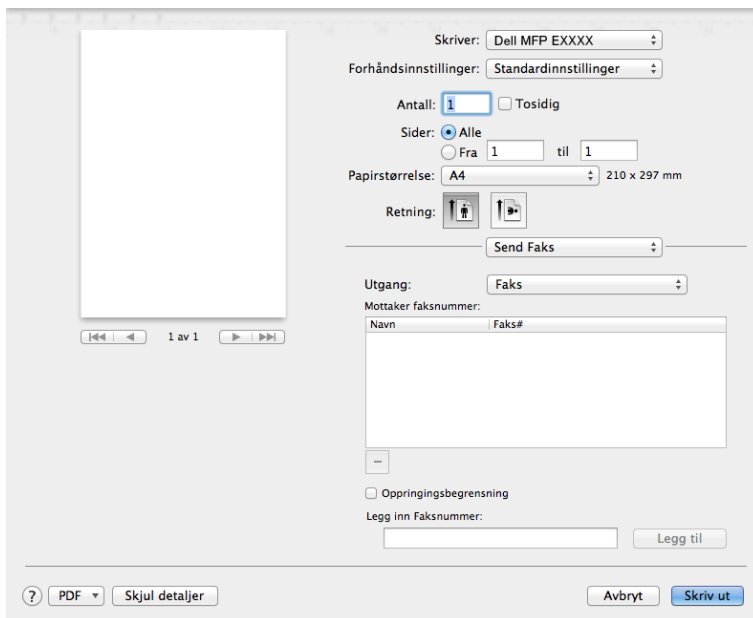 Skriver: Dell MFP EXXXX
Forhåndsinnstillinger: Standardinnstillinger
Antall: 1 Tosidig
Sider: Alle
Fra 1 til 1
Papirstørrelse: A4 210 x 297 mm
Retning:
Send Faks
Utgang: Faks
Mottaker faksnummer:
Navn Faks#
1 av 1
Oppringingsbegrensning
Legg inn Faksnummer:
Legg til
? PDF Skjul detaljer Avbryt Skriv ut